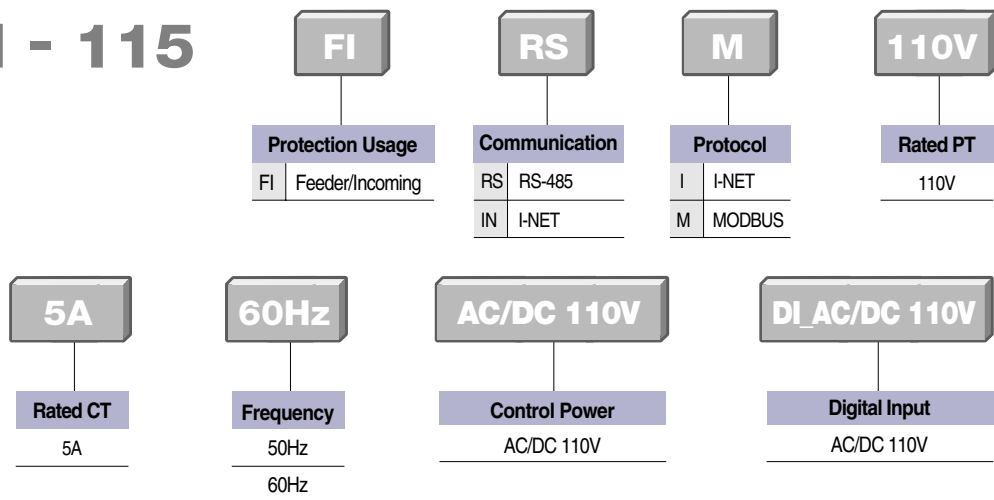 - 115
FI
RS
M
110V
Protection Usage
FI Feeder/Incoming
Communication
RS RS-485
IN I-NET
Protocol
I I-NET
M MODBUS
Rated PT
110V
5A
60Hz
AC/DC 110V
DI_AC/DC 110V
Rated CT
5A
Frequency
50Hz
60Hz
Control Power
AC/DC 110V
Digital Input
AC/DC 110V